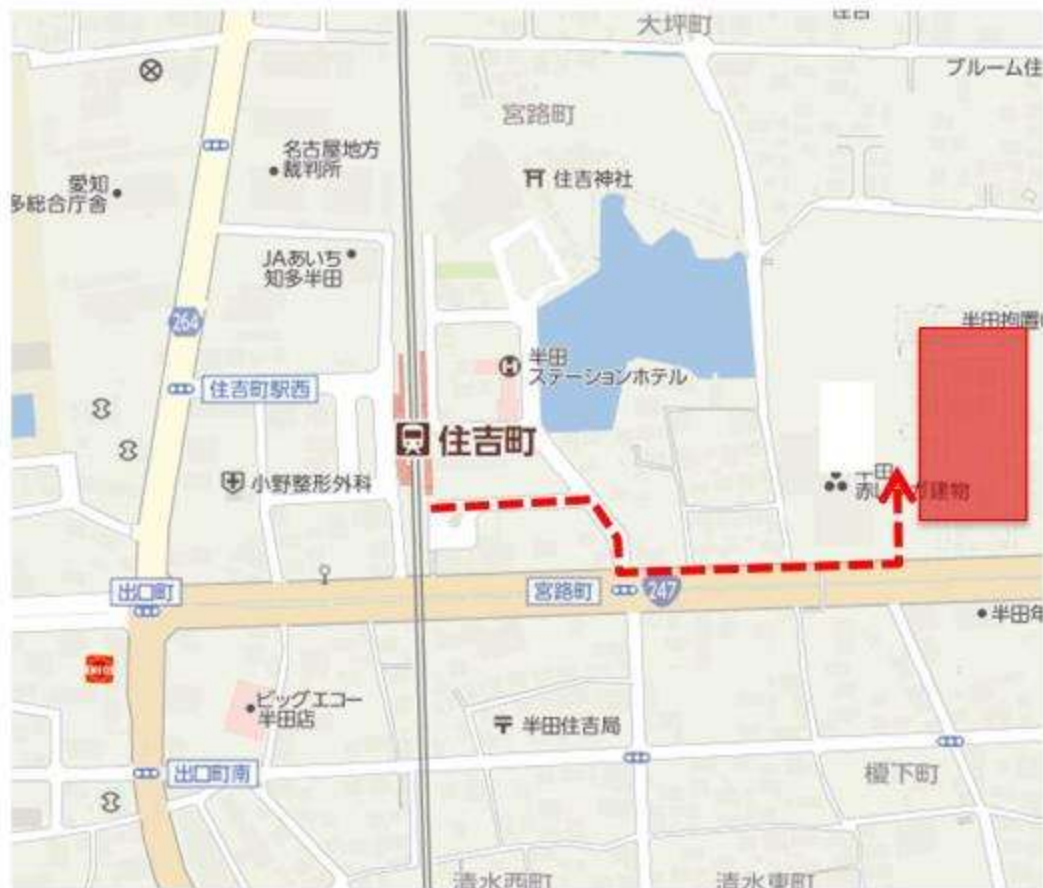 大坪町
ブルーム住
宮路町
名古屋地方
裁判所
住吉神社
愛知
多総合庁舎
JAあいち
知多半田
264
半田拘置
半田
ステーションホテル
住吉町駅西
住吉町
小野整形外科
半田
赤レンガ建物
出口町
宮路町
247
半田年
ビッグエコー
半田店
半田住吉局
出口町南
榎下町
清水西町
清水東町